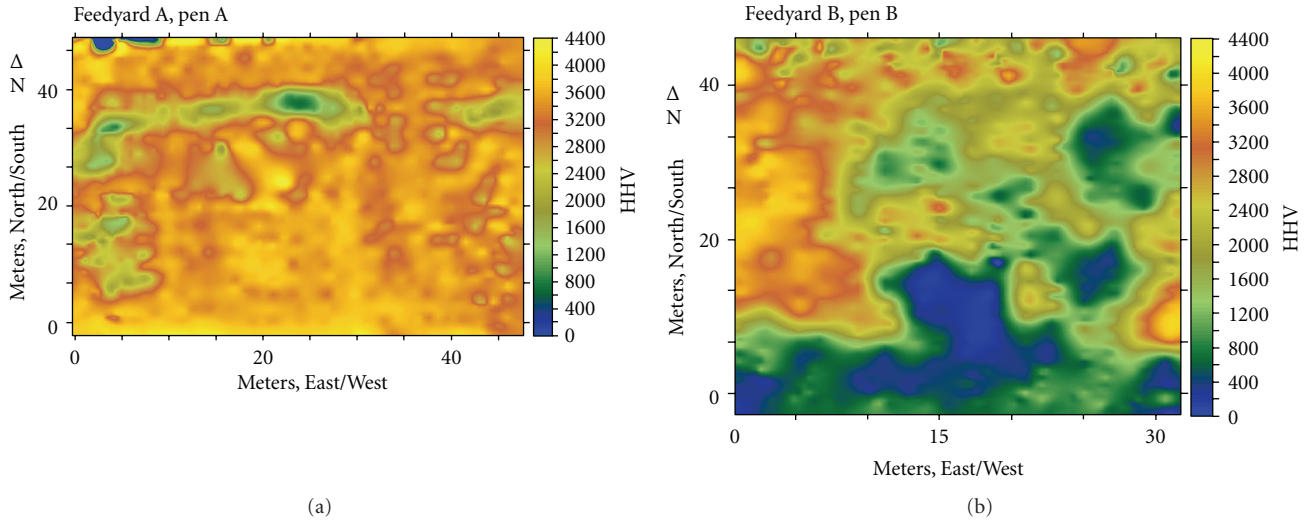 Feedyard A, pen A
Δ
N
Meters, North/South
40
20
0
0 20 40
Meters, East/West
4400
4000
3600
3200
2800
2400
2000
1600
1200
800
400
0
HHV
(a)
Feedyard B, pen B
Δ
N
Meters, North/South
40
20
0
0 15 30
Meters, East/West
4400
4000
3600
3200
2800
2400
2000
1600
1200
800
400
0
HHV
(b)